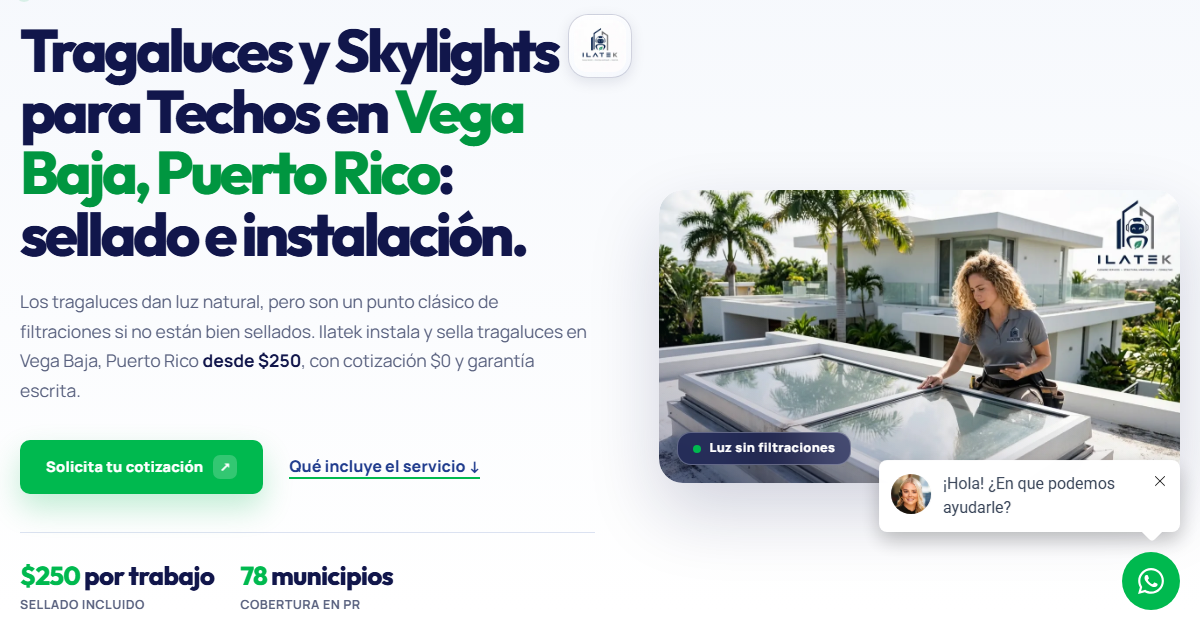 Tragaluces y Skylights
para Techos en Vega
Baja, Puerto Rico:
sellado e instalación.
ILATEK
Los tragaluces dan luz natural, pero son un punto clásico de
filtraciones si no están bien sellados. Ilatek instala y sella tragaluces en
Vega Baja, Puerto Rico desde $250, con cotización $0 y garantía
escrita.
Solicita tu cotización ↗
Qué incluye el servicio ↓
$250 por trabajo
SELLADO INCLUIDO
78 municipios
COBERTURA EN PR
ILATEK
Luz sin filtraciones
¡Hola! ¿En que podemos
ayudarle?